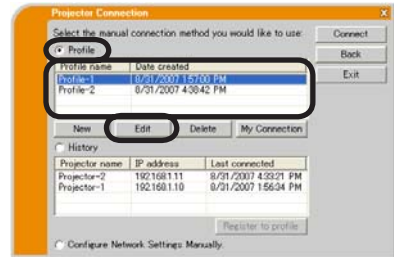 Projector Connection X
Select the manual connection method you would like to use:
Connect
Profile
Back
Profile name Date created
Exit
Profile-1 8/31/2007 1:57:00 PM
Profile-2 8/31/2007 4:38:42 PM
New Edit Delete My Connection
History
Projector name IP address Last connected
Projector-2 192.168.1.11 8/31/2007 4:33:21 PM
Projector-1 192.168.1.10 8/31/2007 1:56:34 PM
Register to profile
Configure Network Settings Manually.